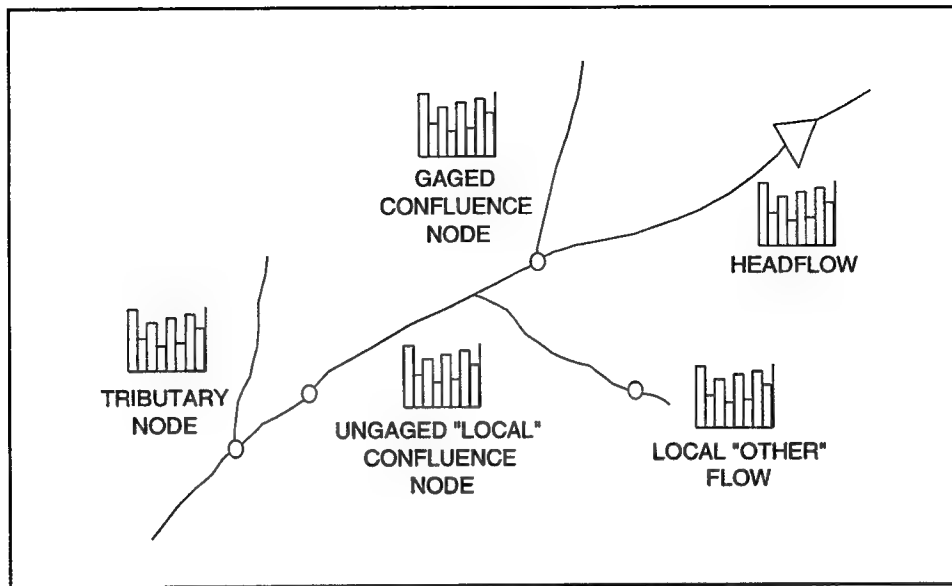 GAGED
CONFLUENCE
NODE
HEADFLOW
TRIBUTARY
NODE
UNGAGED "LOCAL"
CONFLUENCE
NODE
LOCAL "OTHER"
FLOW